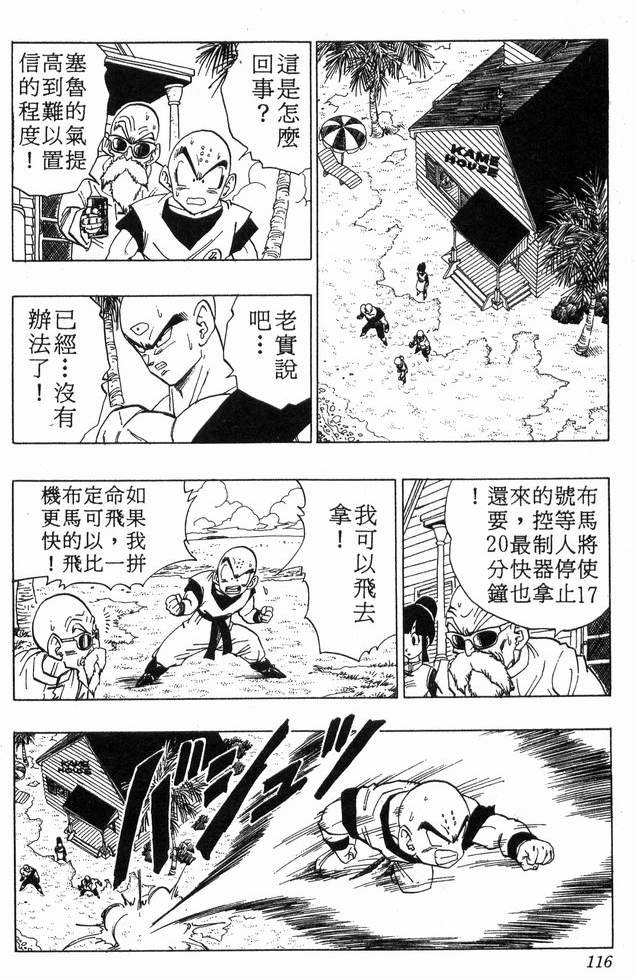 KAME
HOUSE
這是怎麼
回事？
塞魯的氣提
高到難以置
信的程度！
老實說
吧…
已經…沒有
辦法了！
布馬將使17
號等人停止
的控制器拿
來，最快也
還要20分鐘
！
我可以飛去
拿！
如果我拼
命飛，一
定可以比
布馬的飛
機更快！
KAME
HOUSE
バシュッ
116